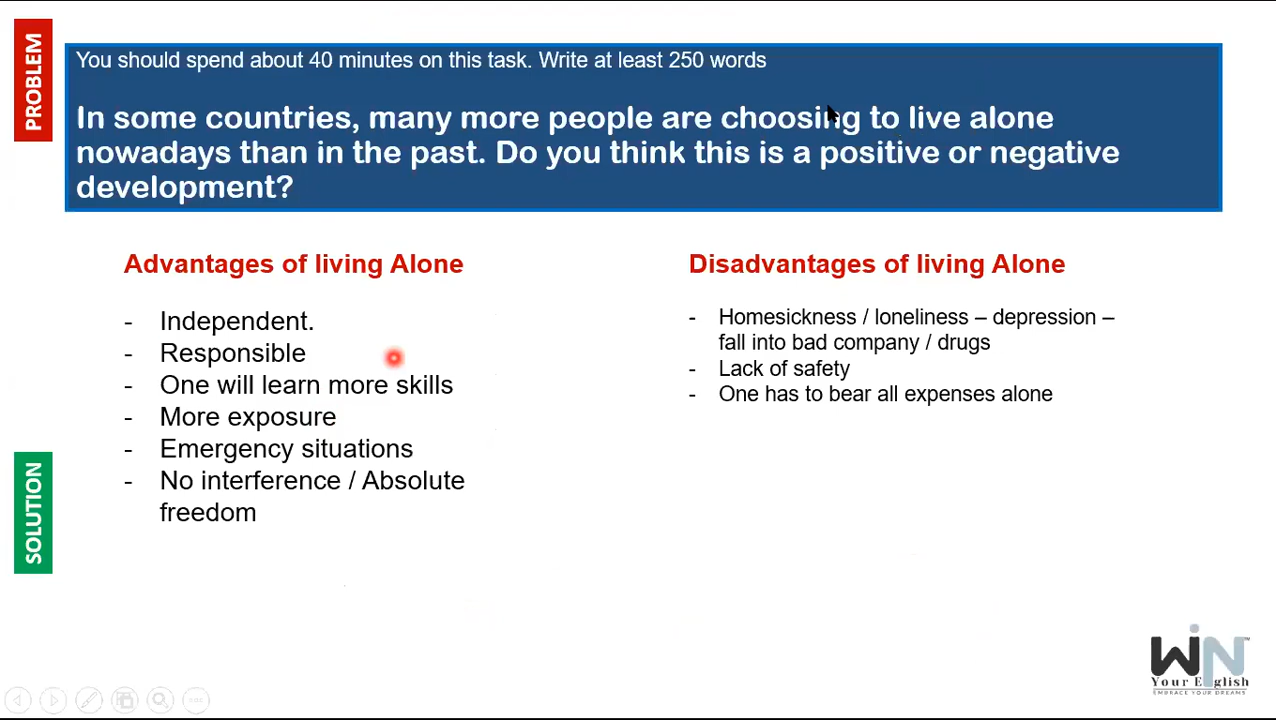 PROBLEM
You should spend about 40 minutes on this task. Write at least 250 words
In some countries, many more people are choosing to live alone
nowadays than in the past. Do you think this is a positive or negative
development?
Advantages of living Alone
- Independent.
- Responsible
- One will learn more skills
- More exposure
- Emergency situations
- No interference / Absolute
freedom
Disadvantages of living Alone
- Homesickness / loneliness – depression –
fall into bad company / drugs
- Lack of safety
- One has to bear all expenses alone
SOLUTION
WiN™
Your English
EMBRACE YOUR DREAMS